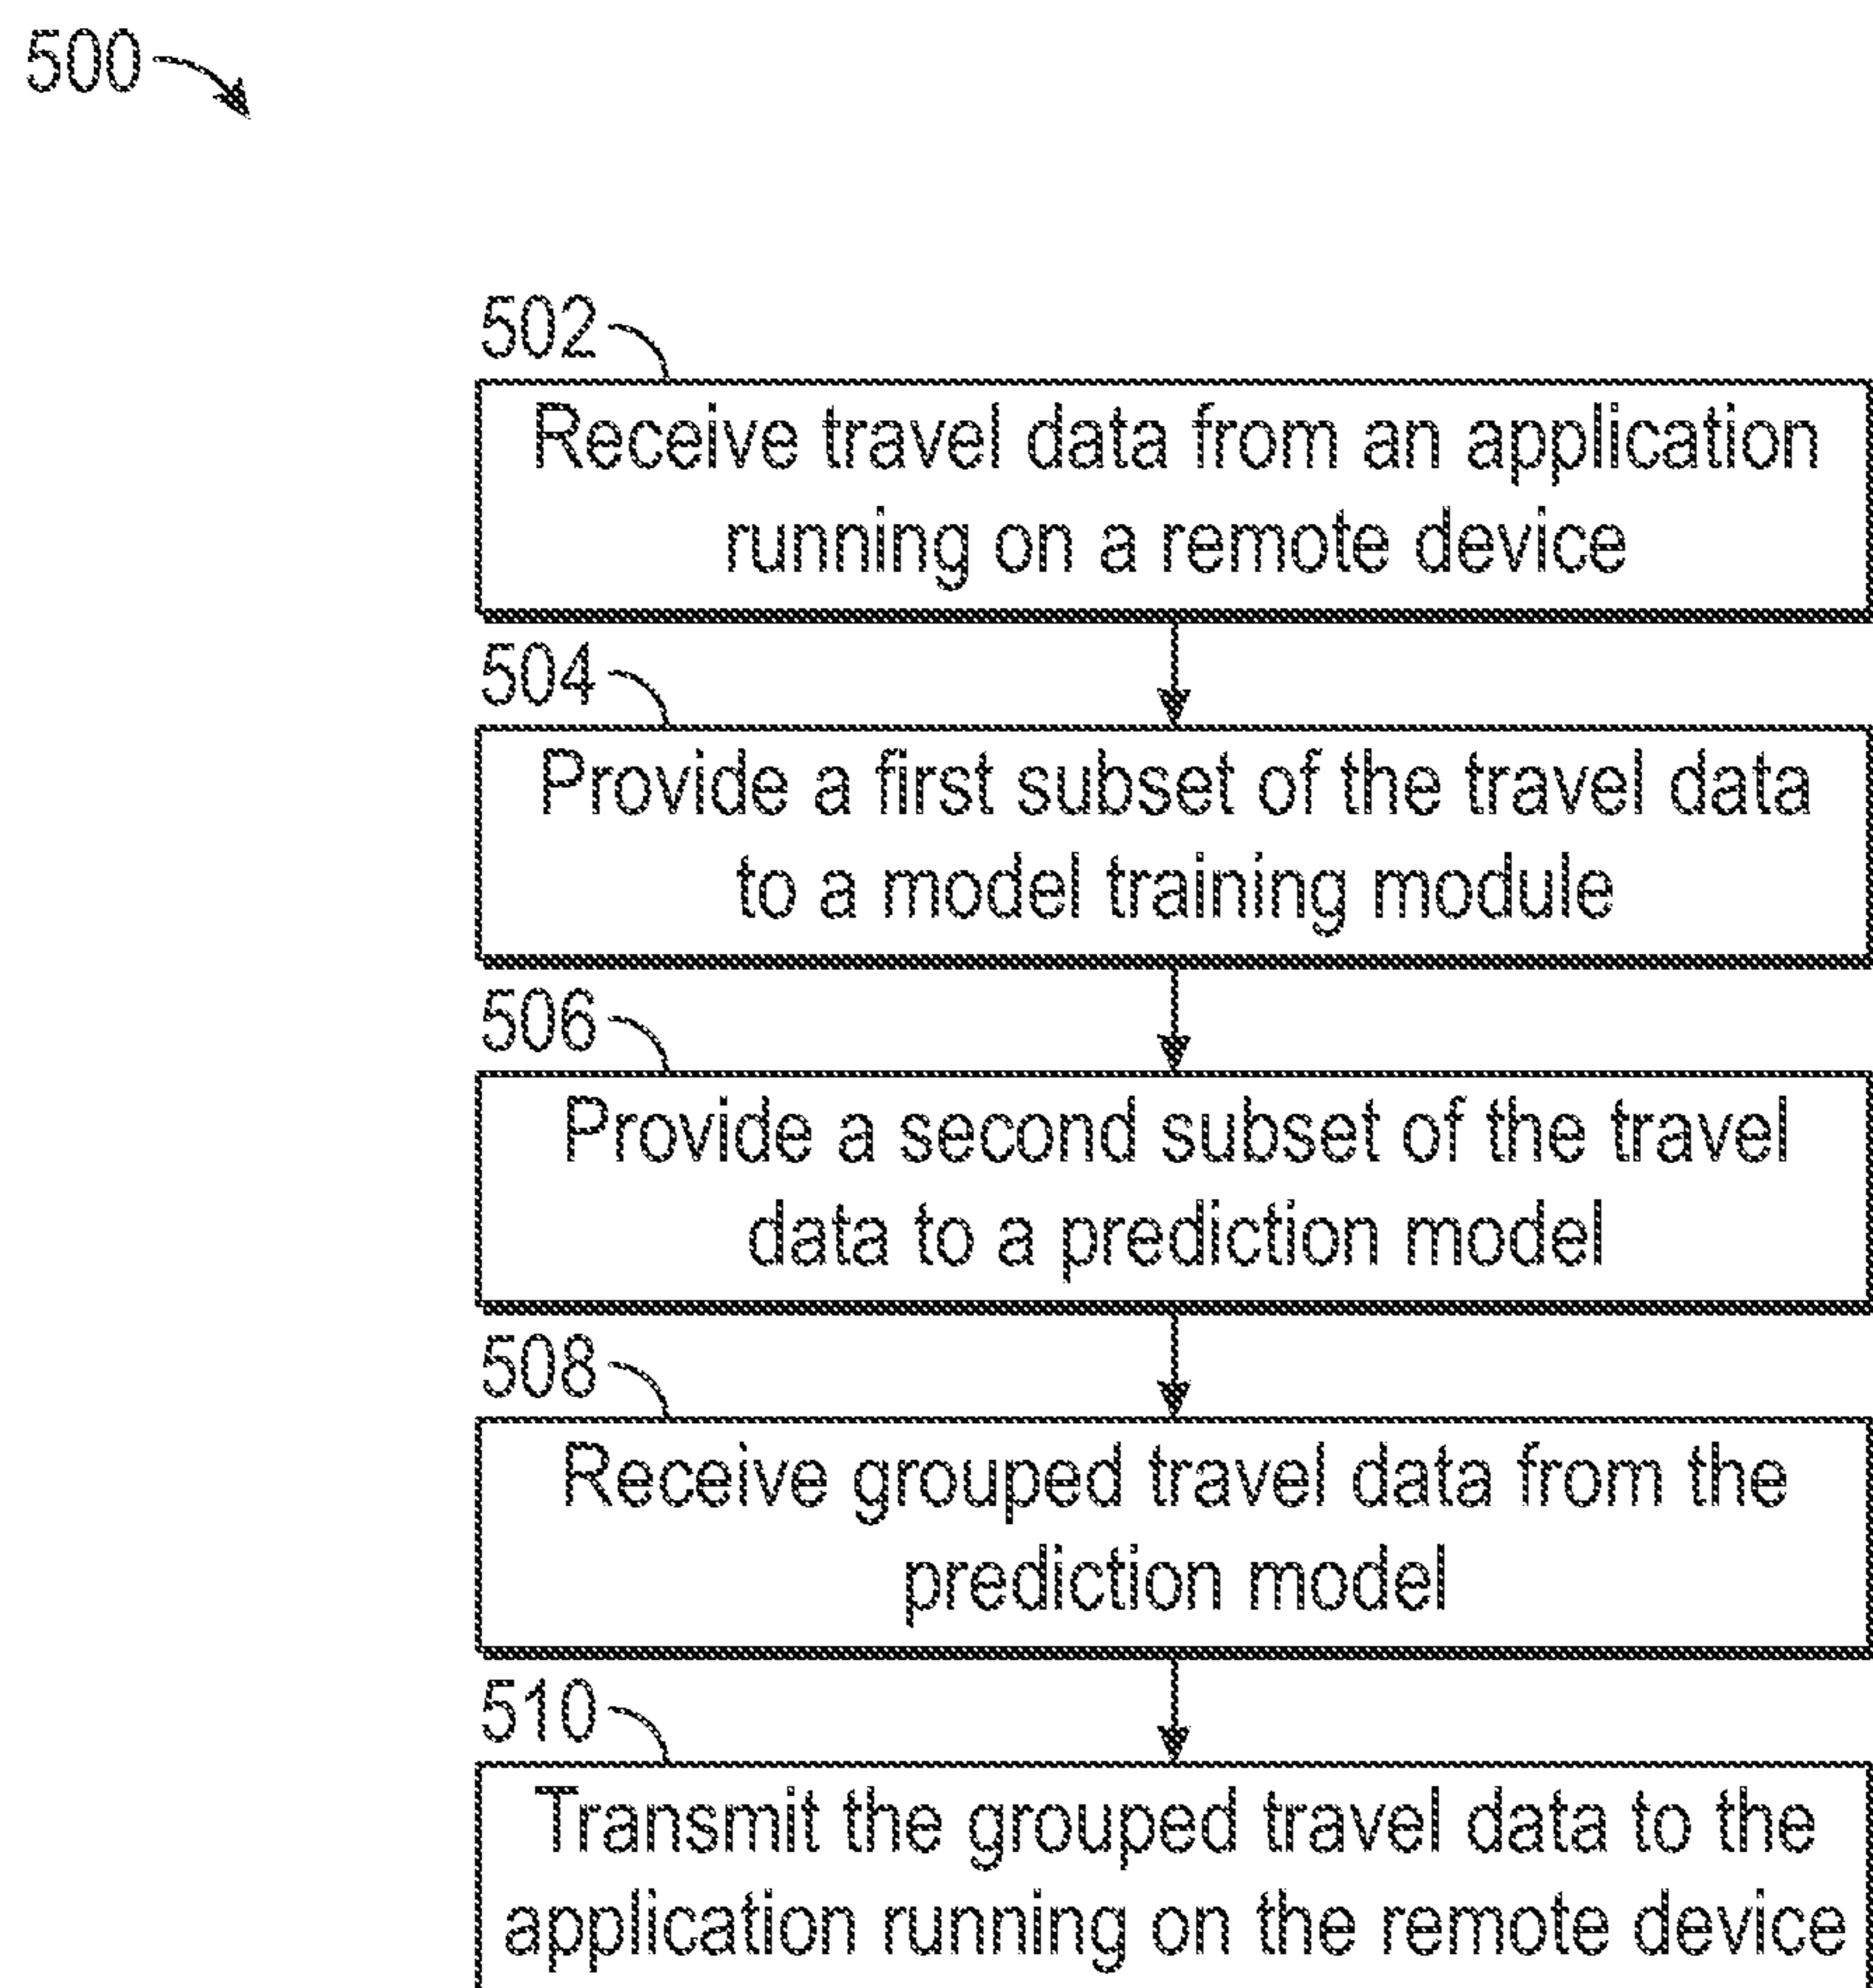 500
502
Receive travel data from an application
running on a remote device
504
Provide a first subset of the travel data
to a model training module
506
Provide a second subset of the travel
data to a prediction model
508
Receive grouped travel data from the
prediction model
510
Transmit the grouped travel data to the
application running on the remote device